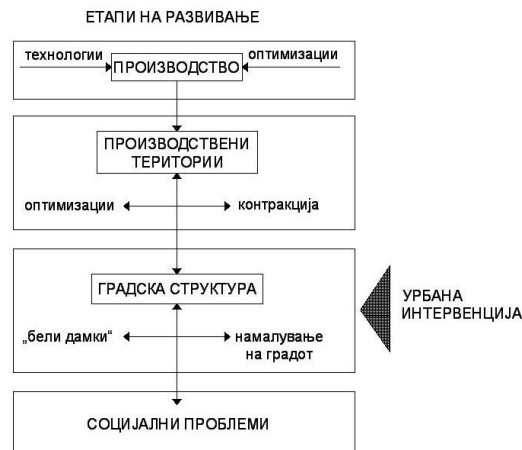 ЕТАПИ НА РАЗВИВАЊЕ
технологии
оптимизации
ПРОИЗВОДСТВО
ПРОИЗВОДСТВЕНИ
ТЕРИТОРИИ
оптимизации
контракција
ГРАДСКА СТРУКТУРА
„бели дамки“
намалување
на градот
УРБАНА
ИНТЕРВЕНЦИЈА
СОЦИЈАЛНИ ПРОБЛЕМИ